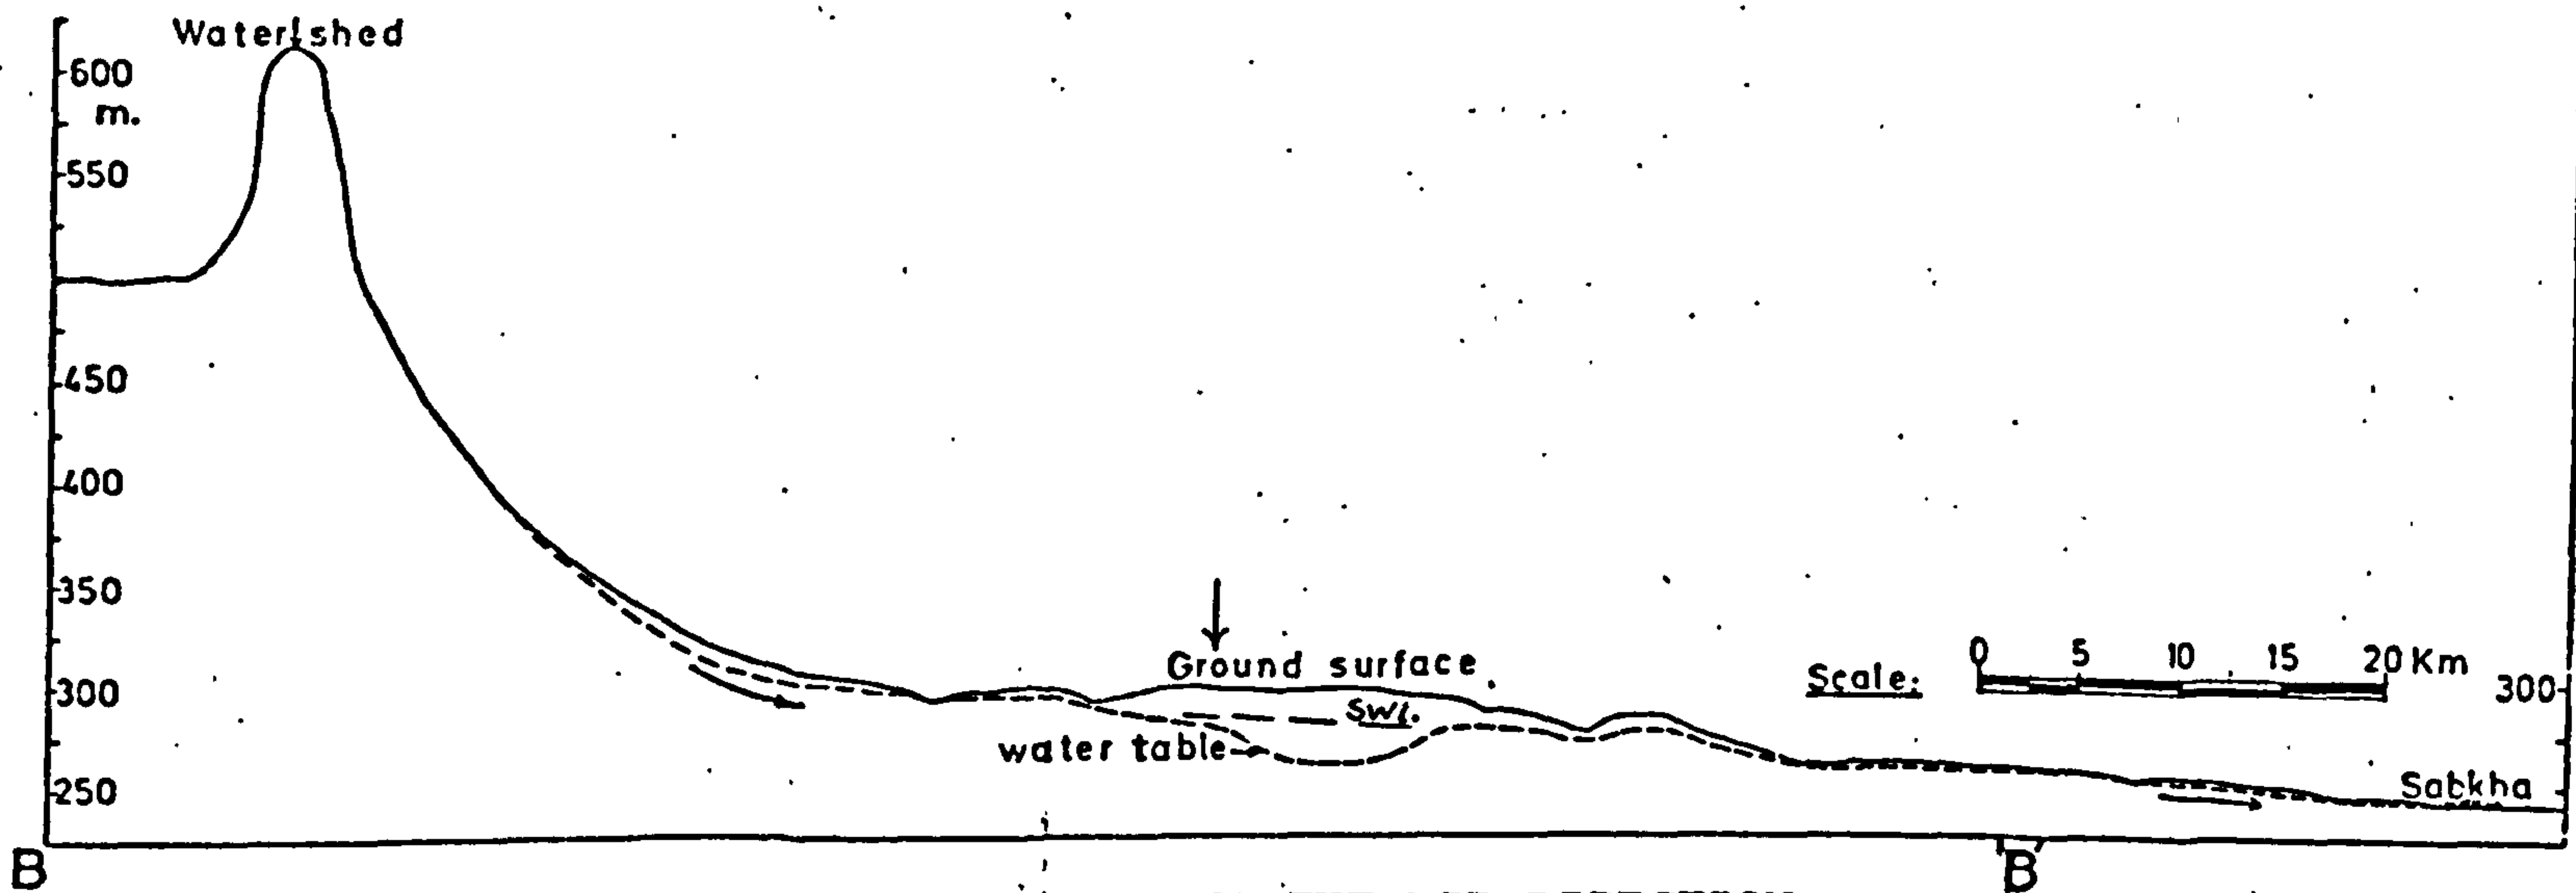 Watershed
600
m.
550
450
400
350
300
250
Ground surface
SWL.
water table
Scale:
0 5 10 15 20 Km
300
Sabkha
B
B'